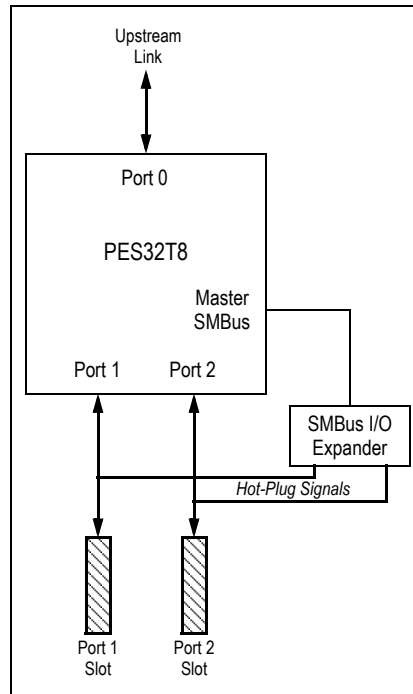 Upstream
Link
Port 0
PES32T8
Master
SMBus
Port 1
Port 2
SMBus I/O
Expander
Hot-Plug Signals
Port 1
Slot
Port 2
Slot